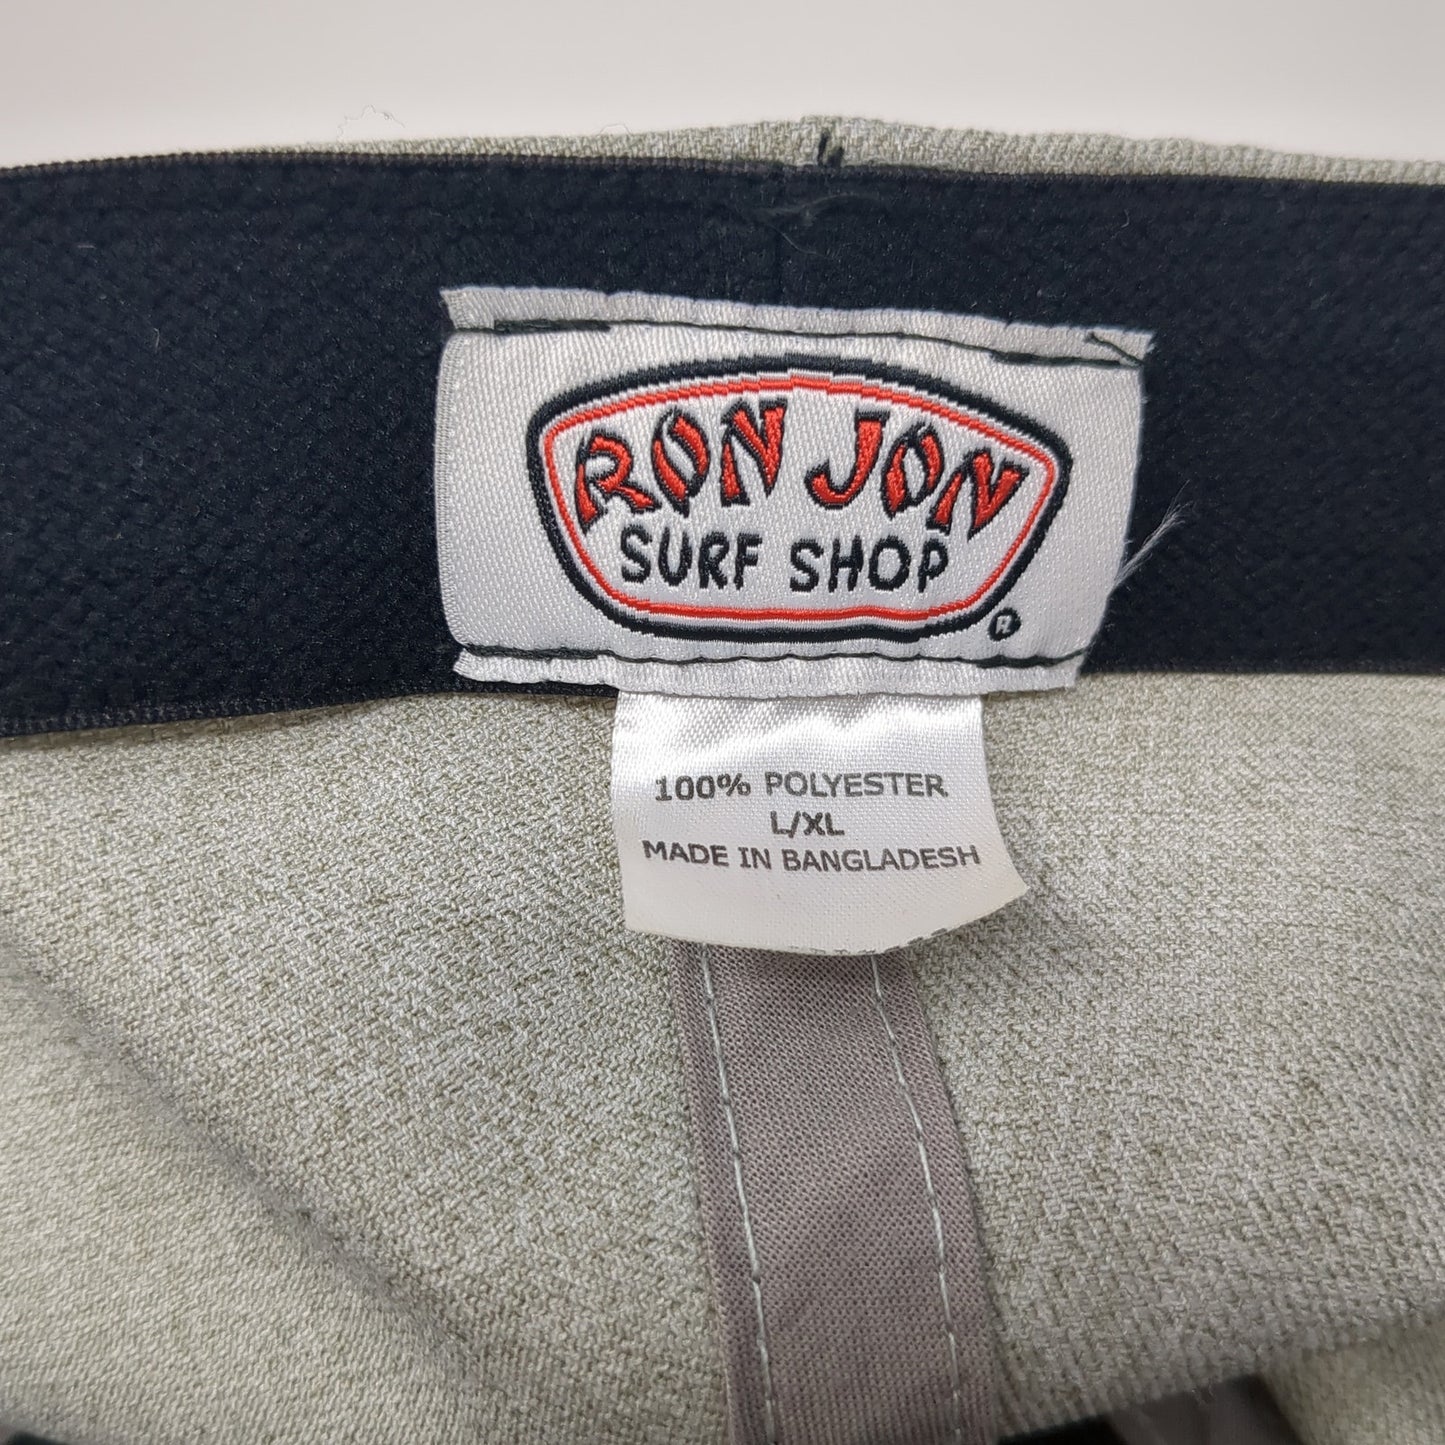 RON JON
SURF SHOP
®
100% POLYESTER
L/XL
MADE IN BANGLADESH